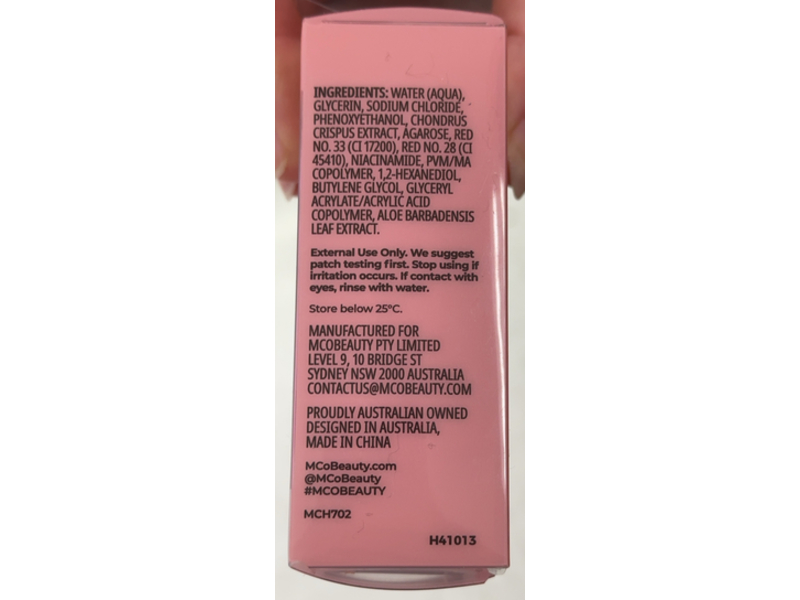 INGREDIENTS: WATER (AQUA),
GLYCERIN, SODIUM CHLORIDE,
PHENOXYETHANOL, CHONDRUS
CRISPUS EXTRACT, AGAROSE, RED
NO. 33 (CI 17200), RED NO. 28 (CI
45410), NIACINAMIDE, PVM/MA
COPOLYMER, 1,2-HEXANEDIOL,
BUTYLENE GLYCOL, GLYCERYL
ACRYLATE/ACRYLIC ACID
COPOLYMER, ALOE BARBADENSIS
LEAF EXTRACT.
External Use Only. We suggest
patch testing first. Stop using if
irritation occurs. If contact with
eyes, rinse with water.
Store below 25°C.
MANUFACTURED FOR
MCOBEAUTY PTY LIMITED
LEVEL 9, 10 BRIDGE ST
SYDNEY NSW 2000 AUSTRALIA
CONTACTUS@MCOBEAUTY.COM
PROUDLY AUSTRALIAN OWNED
DESIGNED IN AUSTRALIA,
MADE IN CHINA
MCoBeauty.com
@MCoBeauty
#MCOBEAUTY
MCH702
H41013